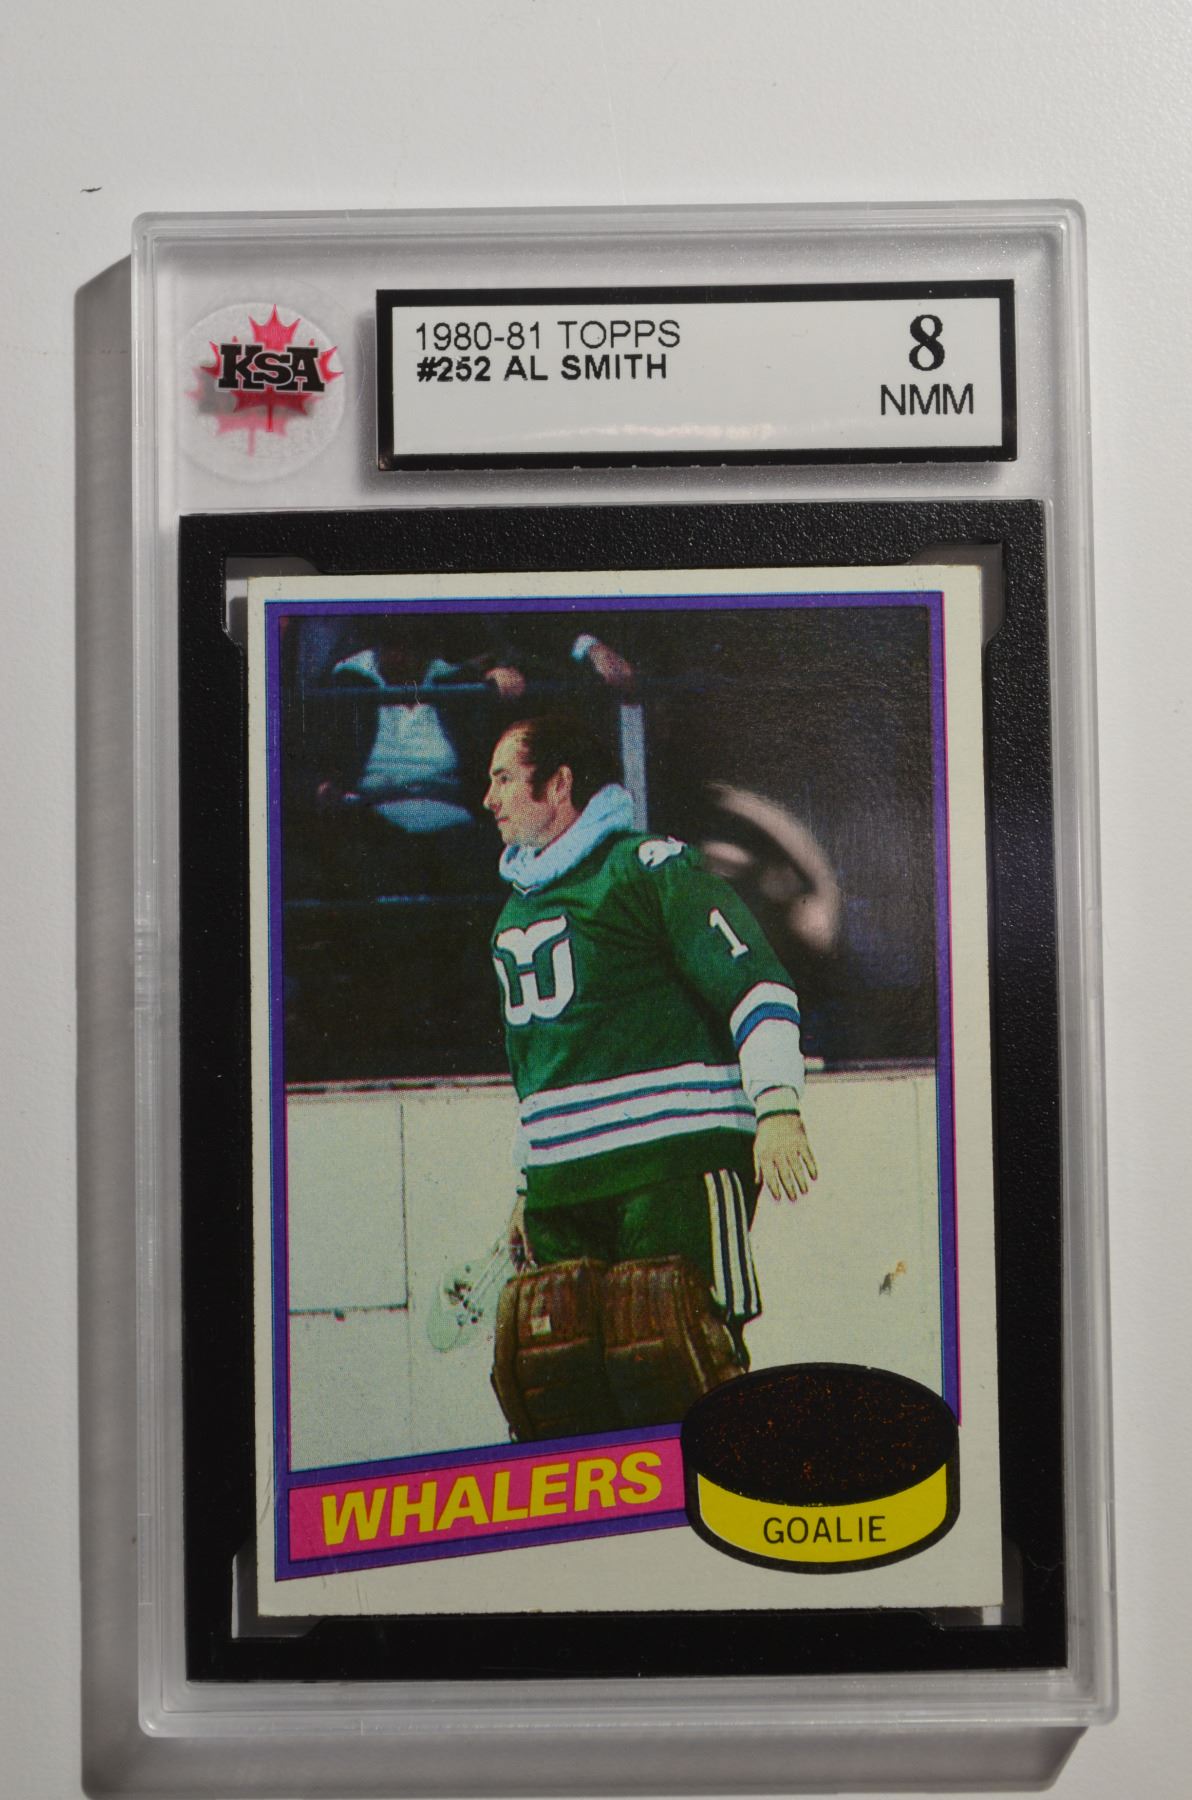 KSA
1980-81 TOPPS
#252 AL SMITH
8
NMM
1
WHALERS
GOALIE